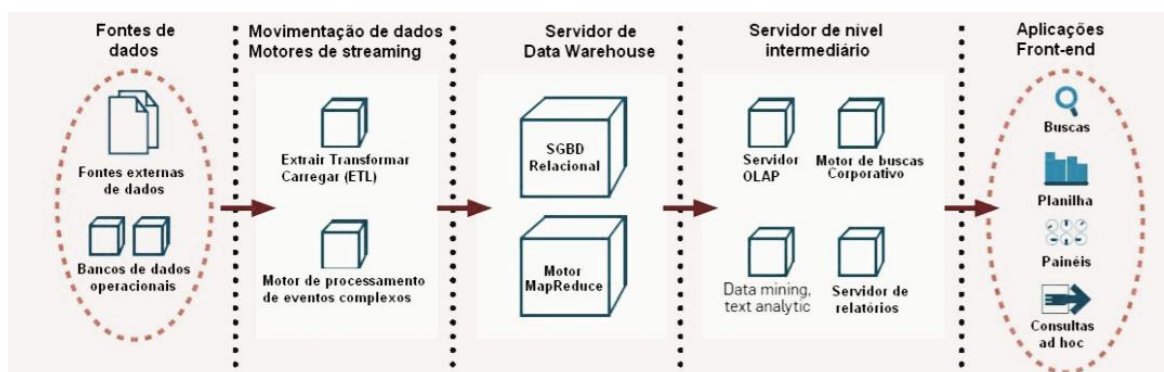 Fontes de
dados
Movimentação de dados
Motores de streaming
Servidor de
Data Warehouse
Servidor de nível
intermediário
Aplicações
Front-end
Fontes externas
de dados
Bancos de dados
operacionais
Extrair Transformar
Carregar (ETL)
Motor de processamento
de eventos complexos
SGBD
Relacional
Motor
MapReduce
Servidor
OLAP
Motor de buscas
Corporativo
Data mining,
text analytic
Servidor de
relatórios
Buscas
Planilha
Painéis
Consultas
ad hoc